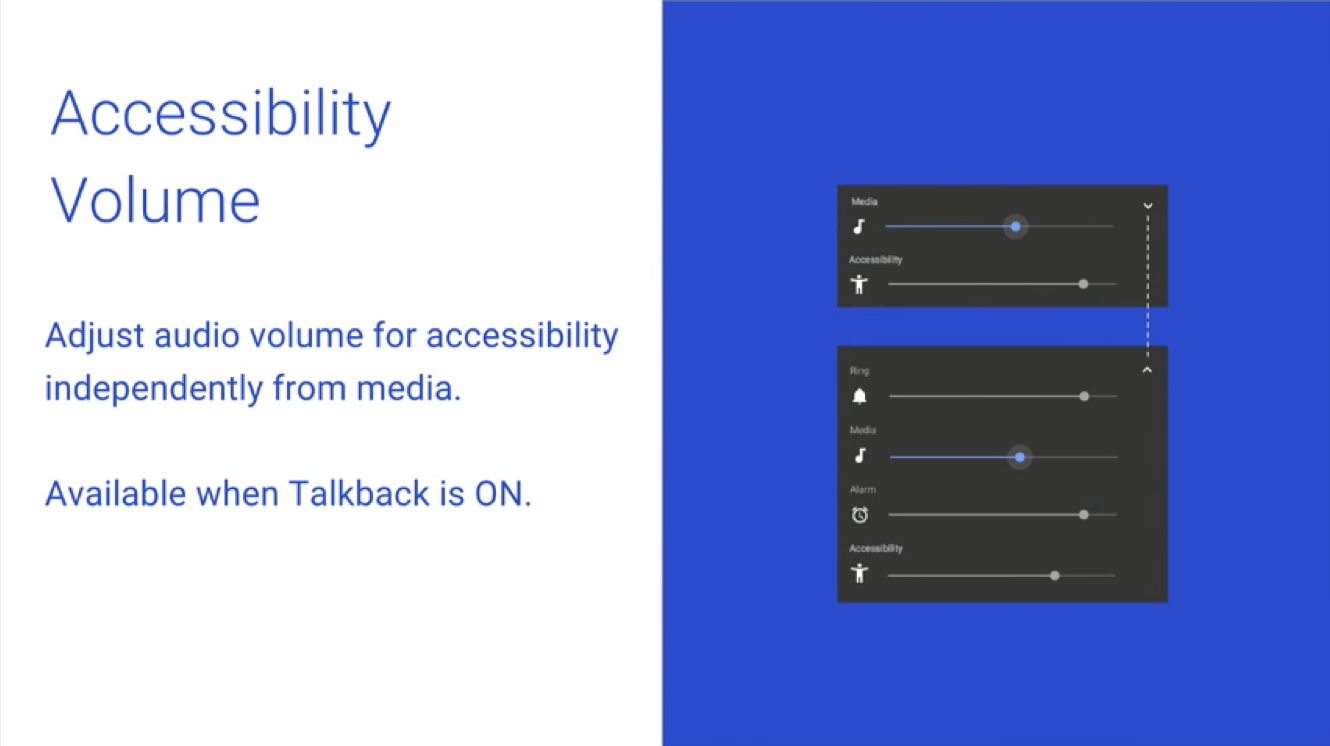 Accessibility
Volume
Adjust audio volume for accessibility
independently from media.
Available when Talkback is ON.
Media
Accessibility
Ring
Media
Alarm
Accessibility